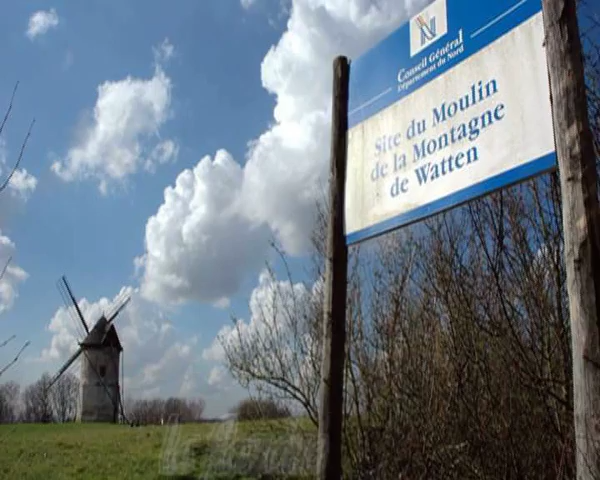 Conseil Général
Département du Nord
Site du Moulin
de la Montagne
de Watten